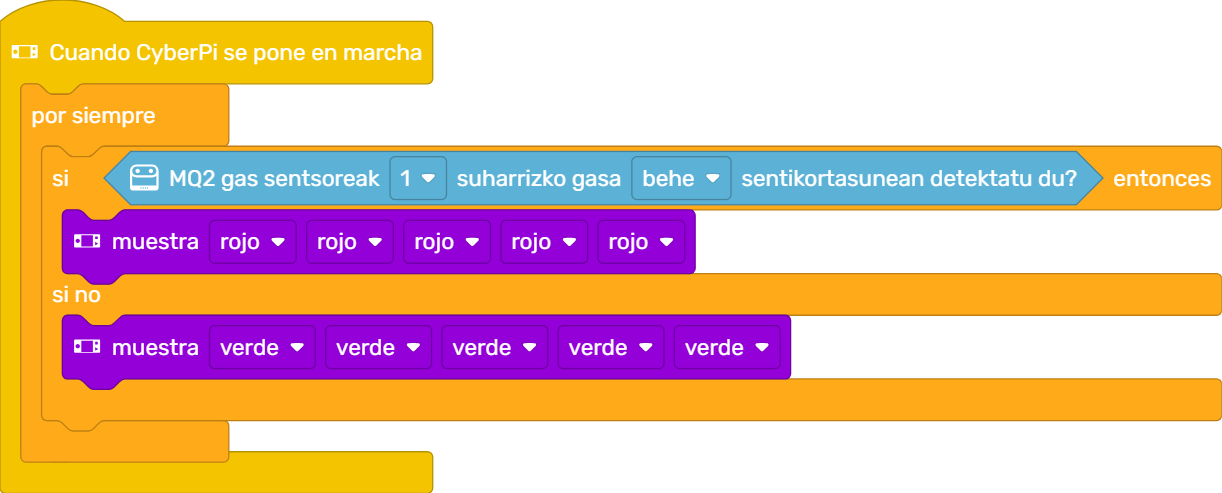 Cuando CyberPi se pone en marcha
por siempre
si MQ2 gas sentsoreak 1 suharrizko gasa behe sentikortasunean detektatu du? entonces
muestra rojo rojo rojo rojo rojo
si no
muestra verde verde verde verde verde